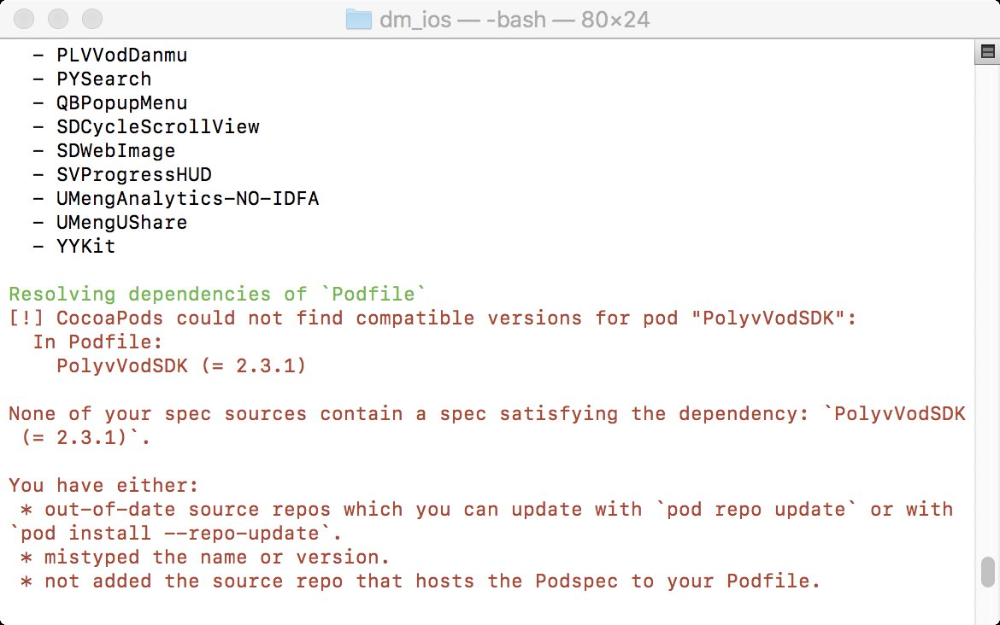 dm_ios — -bash — 80×24
- PLVVodDanmu
- PYSearch
- QBPopupMenu
- SDCycleScrollView
- SDWebImage
- SVProgressHUD
- UMengAnalytics-NO-IDFA
- UMengUShare
- YYKit
Resolving dependencies of `Podfile`
[!] CocoaPods could not find compatible versions for pod "PolyvVodSDK":
In Podfile:
PolyvVodSDK (= 2.3.1)
None of your spec sources contain a spec satisfying the dependency: `PolyvVodSDK
(= 2.3.1)`.
You have either:
* out-of-date source repos which you can update with `pod repo update` or with
`pod install --repo-update`.
* mistyped the name or version.
* not added the source repo that hosts the Podspec to your Podfile.